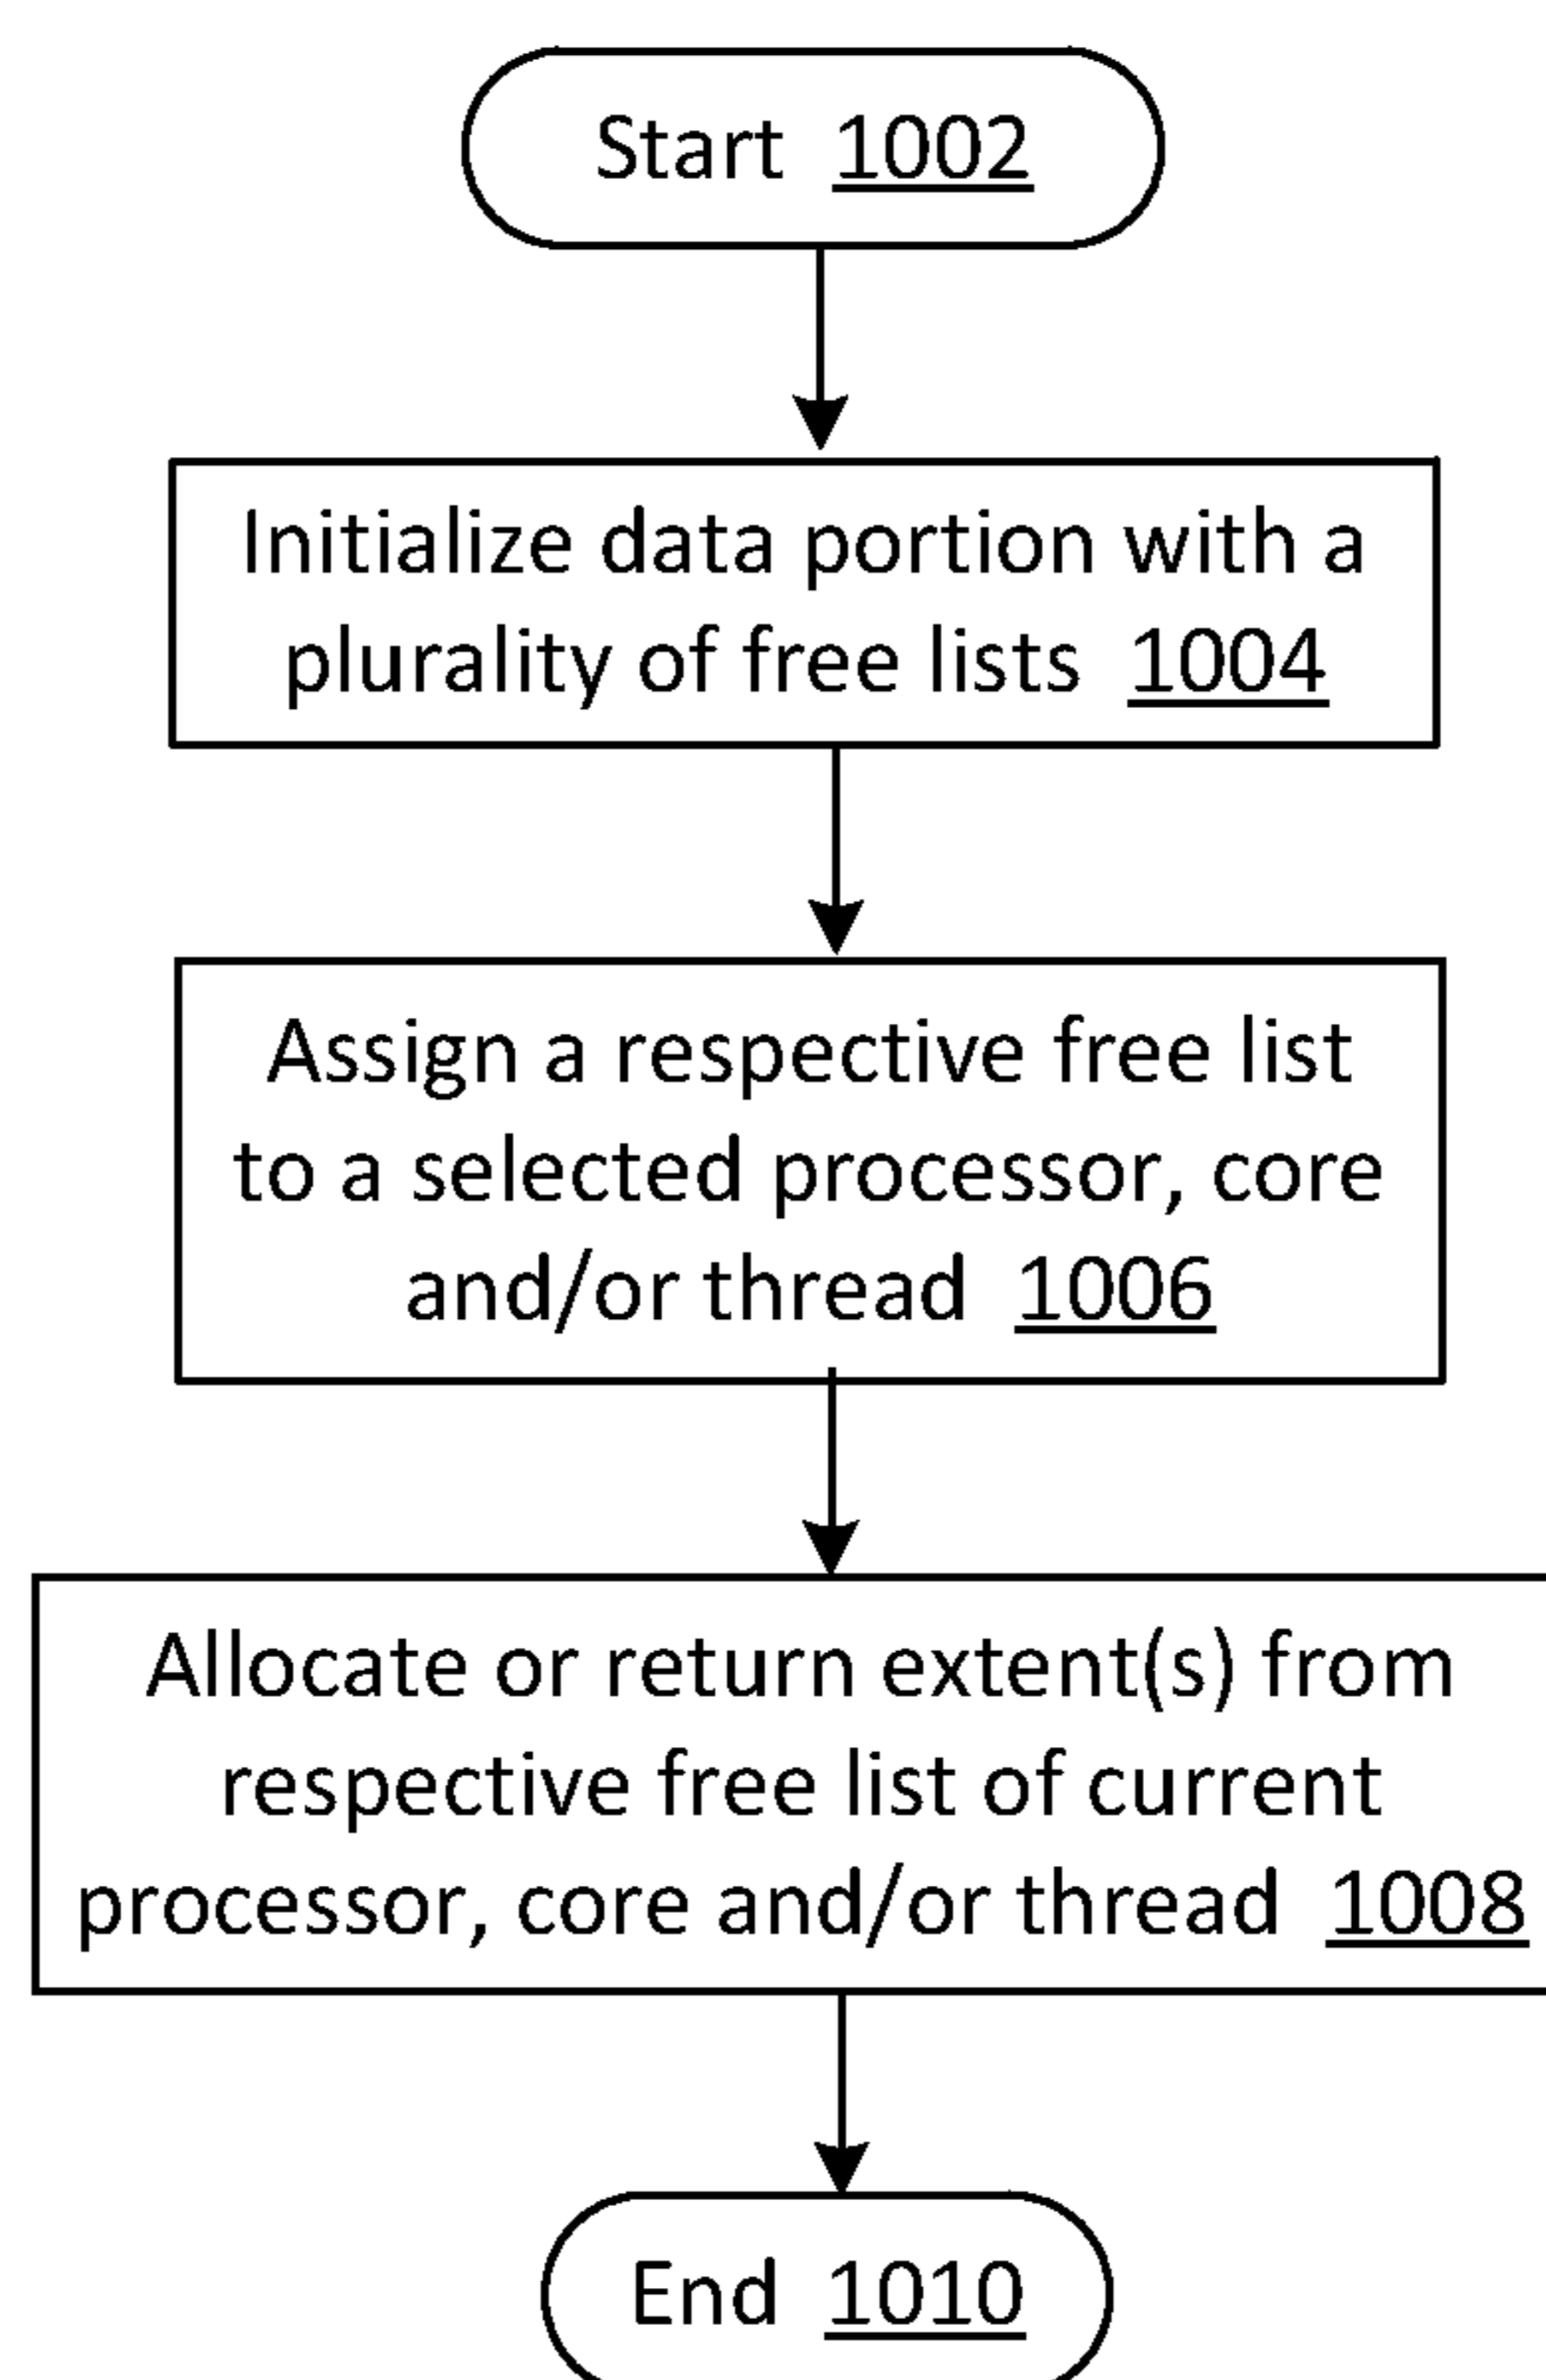 Start 1002
Initialize data portion with a
plurality of free lists 1004
Assign a respective free list
to a selected processor, core
and/or thread 1006
Allocate or return extent(s) from
respective free list of current
processor, core and/or thread 1008
End 1010